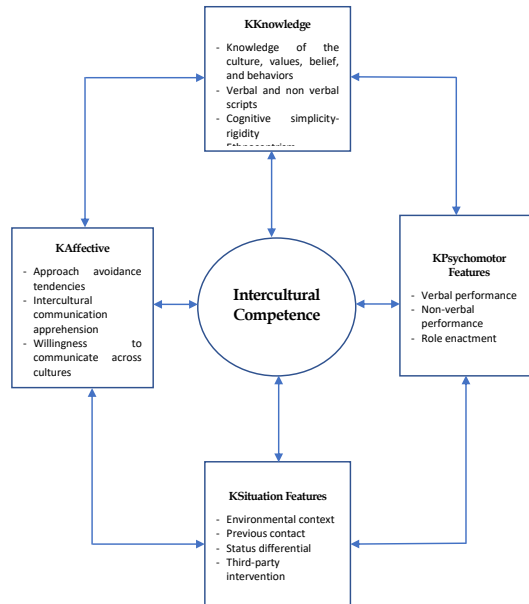 KKnowledge
- Knowledge of the
culture, values, belief,
and behaviors
- Verbal and non verbal
scripts
- Cognitive simplicity-
rigidity
KAffective
- Approach avoidance
tendencies
- Intercultural
communication
apprehension
- Willingness to
communicate across
cultures
Intercultural
Competence
KPsychomotor
Features
- Verbal performance
- Non-verbal
performance
- Role enactment
KSituation Features
- Environmental context
- Previous contact
- Status differential
- Third-party
intervention